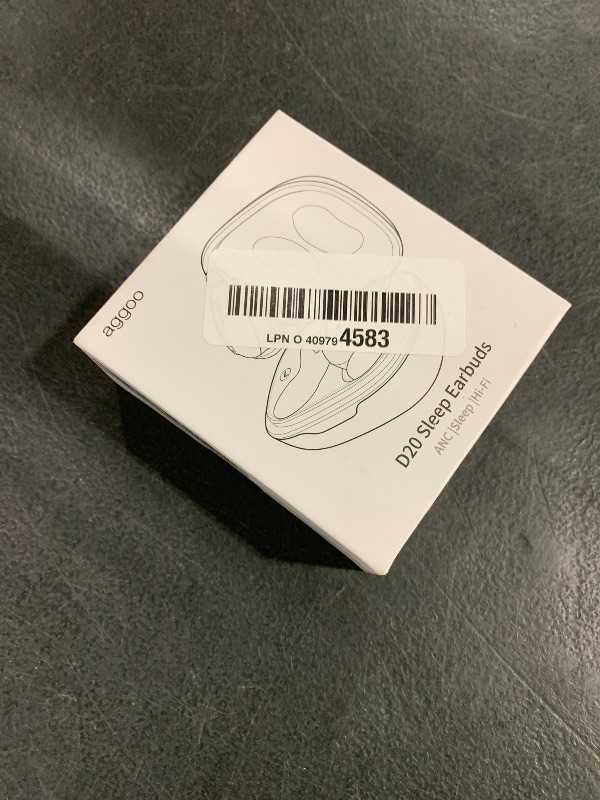 aggoo
LPN O 409794583
D20 Sleep Earbuds
ANC |Sleep |Hi-Fi